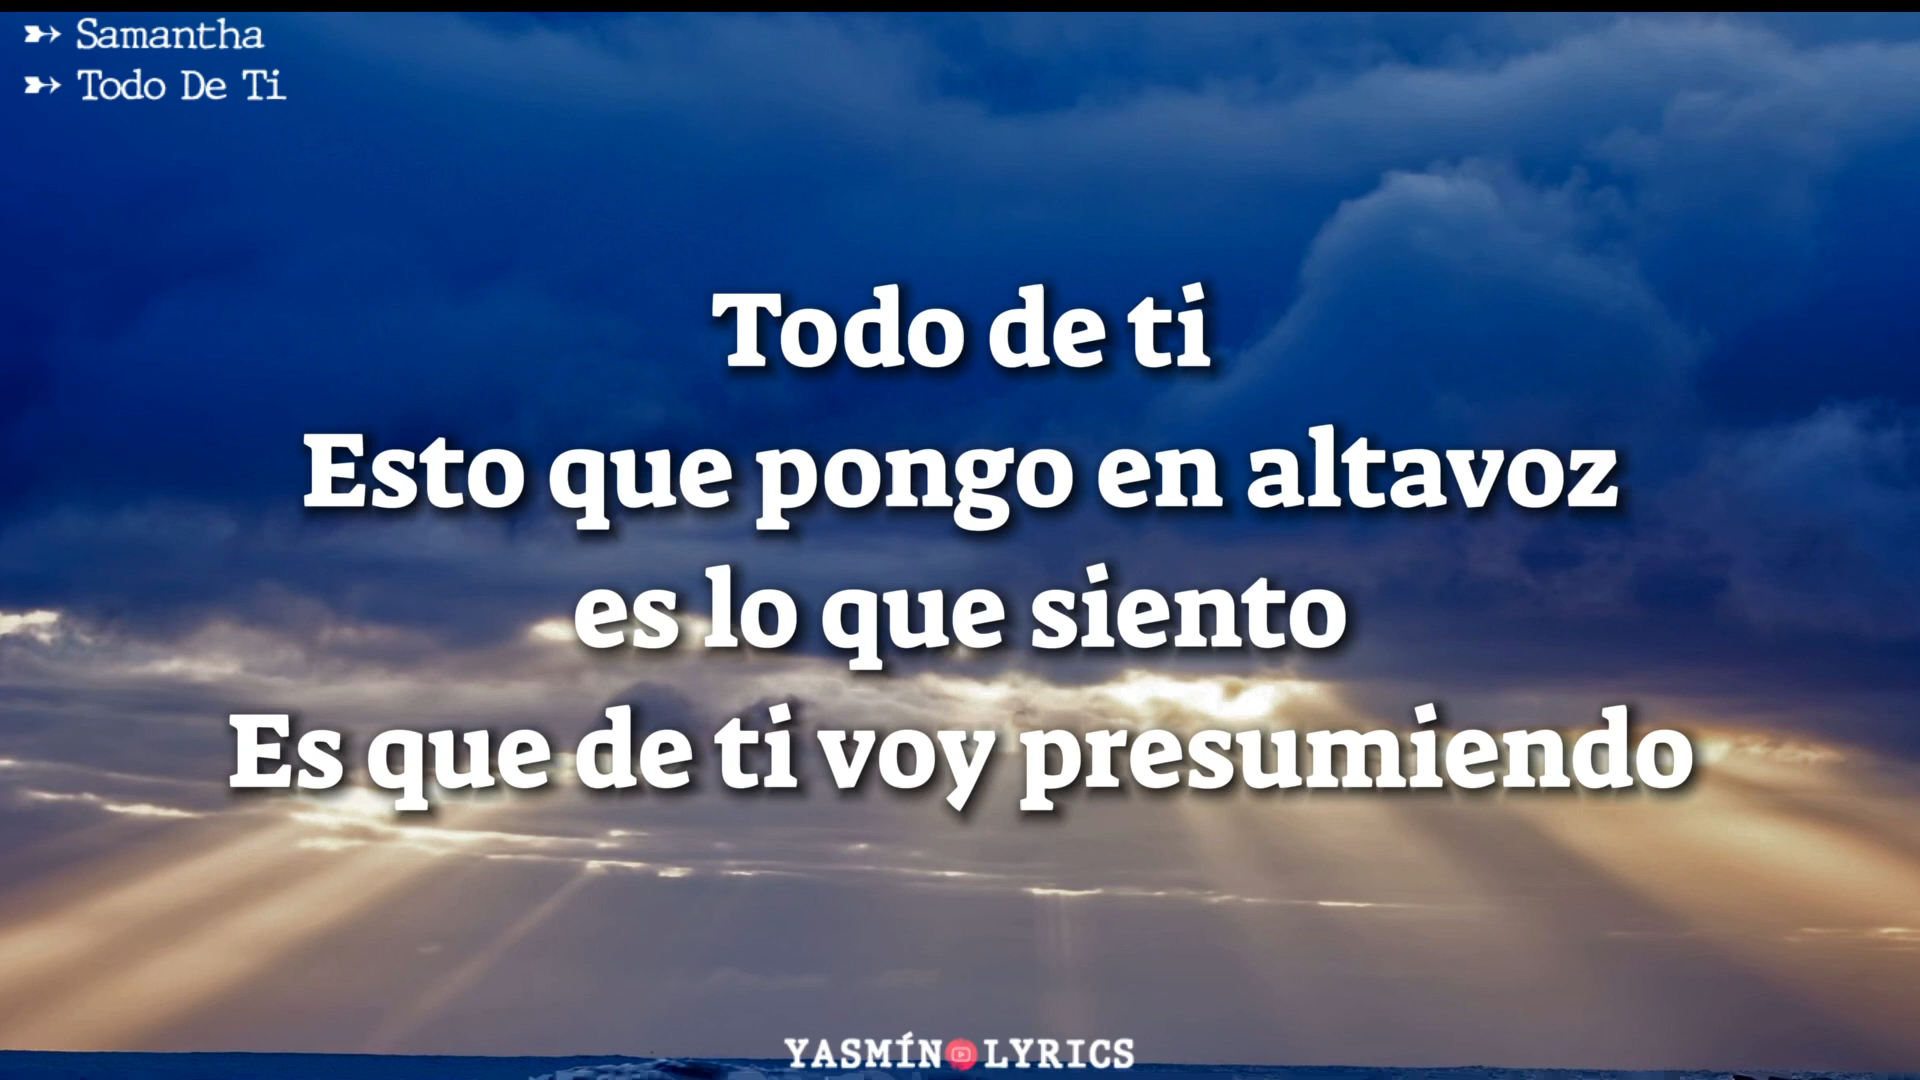 ➳ Samantha
➳ Todo De Ti
Todo de ti
Esto que pongo en altavoz
es lo que siento
Es que de ti voy presumiendo
YASMÍN LYRICS